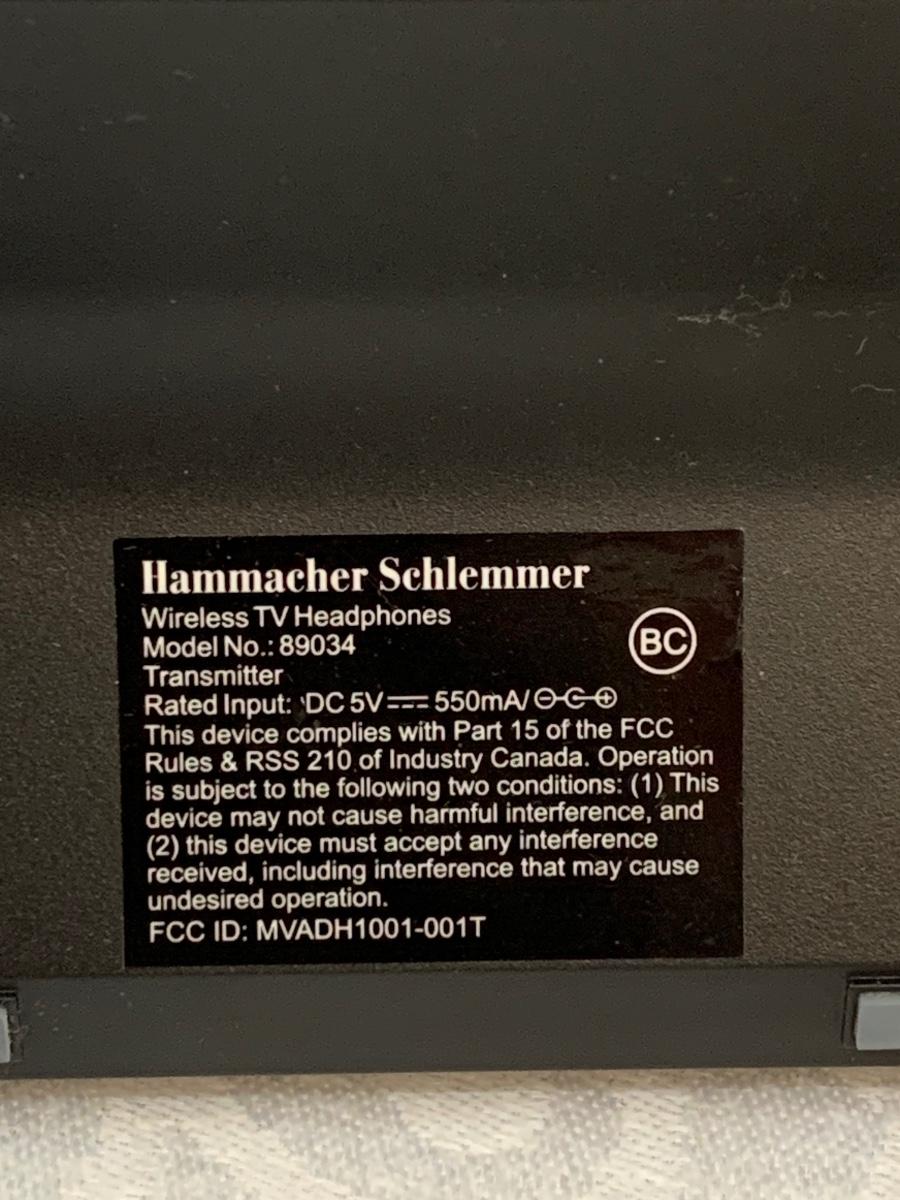 Hammacher Schlemmer
Wireless TV Headphones
BC
Model No.: 89034
Transmitter
Rated Input: DC 5V⎓550mA/
This device complies with Part 15 of the FCC
Rules & RSS 210 of Industry Canada. Operation
is subject to the following two conditions: (1) This
device may not cause harmful interference, and
(2) this device must accept any interference
received, including interference that may cause
undesired operation.
FCC ID: MVADH1001-001T